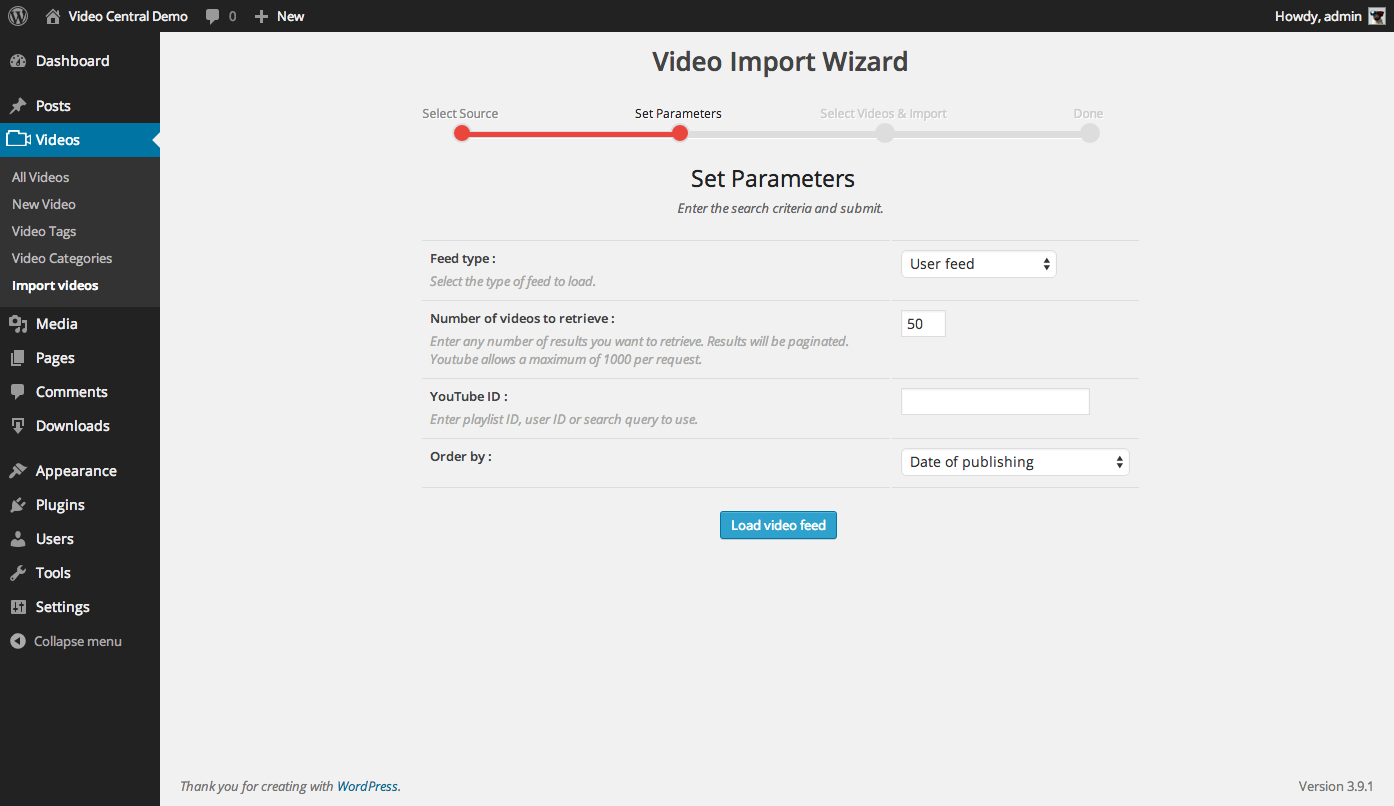 Video Central Demo 0 New Howdy, admin
Dashboard
Posts
Videos
All Videos
New Video
Video Tags
Video Categories
Import videos
Media
Pages
Comments
Downloads
Appearance
Plugins
Users
Tools
Settings
Collapse menu
Video Import Wizard
Select Source Set Parameters Select Videos & Import Done
Set Parameters
Enter the search criteria and submit.
Feed type : User feed
Select the type of feed to load.
Number of videos to retrieve : 50
Enter any number of results you want to retrieve. Results will be paginated.
Youtube allows a maximum of 1000 per request.
YouTube ID :
Enter playlist ID, user ID or search query to use.
Order by : Date of publishing
Load video feed
Thank you for creating with WordPress. Version 3.9.1